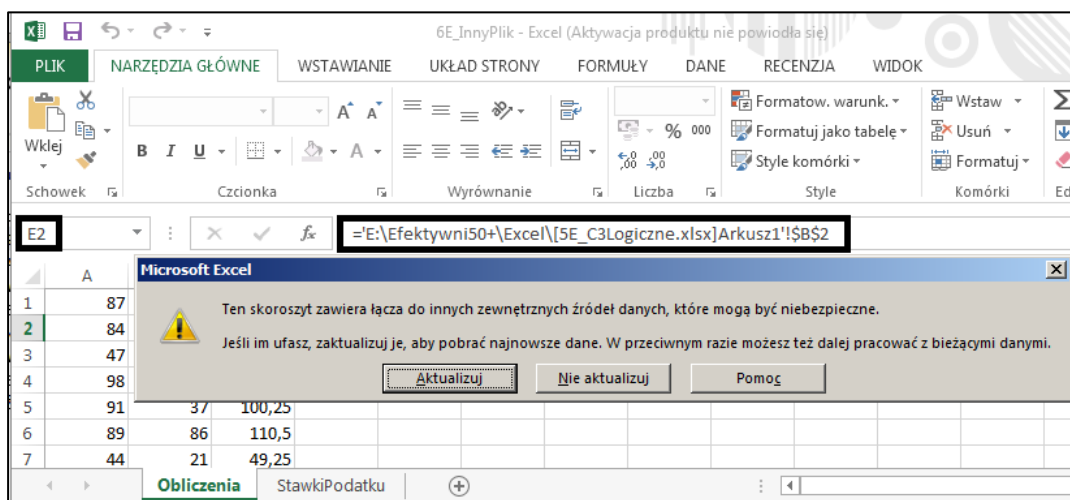 6E_InnyPlik - Excel (Aktywacja produktu nie powiodła się)
PLIK NARZĘDZIA GŁÓWNE WSTAWIANIE UKŁAD STRONY FORMUŁY DANE RECENZJA WIDOK
Wklej
B I U A A A
% 000
Formatow. warunk.
Formatuj jako tabelę
Style komórki
Wstaw
Usuń
Formatuj
Schowek Czcionka Wyrównanie Liczba Style Komórki Ed
E2 fx ='E:\Efektywni50+\Excel\[5E_C3Logiczne.xlsx]Arkusz1'!$B$2
A
Microsoft Excel
Ten skoroszyt zawiera łącza do innych zewnętrznych źródeł danych, które mogą być niebezpieczne.
Jeśli im ufasz, zaktualizuj je, aby pobrać najnowsze dane. W przeciwnym razie możesz też dalej pracować z bieżącymi danymi.
Aktualizuj Nie aktualizuj Pomoc
1 87
2 84
3 47
4 98
5 91 37 100,25
6 89 86 110,5
7 44 21 49,25
Obliczenia StawkiPodatku